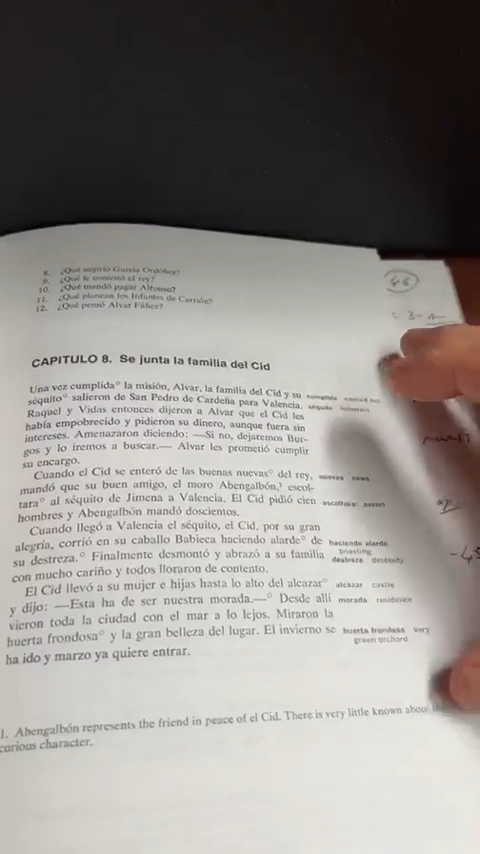 8. ¿Qué sugirió García Ordóñez?
9. ¿Qué le contestó el rey?
10. ¿Qué mandó pagar Alfonso?
11. ¿Qué planean los Infantes de Carrión?
12. ¿Qué pensó Alvar Fáñez?
46
CAPITULO 8. Se junta la familia del Cid
Una vez cumplida° la misión, Alvar, la familia del Cid y su cumplida carried out
séquito° salieron de San Pedro de Cardeña para Valencia. séquito followers
Raquel y Vidas entonces dijeron a Alvar que el Cid les
había empobrecido y pidieron su dinero, aunque fuera sin
intereses. Amenazaron diciendo: —Si no, dejaremos Bur-
gos y lo iremos a buscar.— Alvar les prometió cumplir
su encargo.
Cuando el Cid se enteró de las buenas nuevas° del rey, nuevas news
mandó que su buen amigo, el moro Abengalbón,¹ escol-
tara° al séquito de Jimena a Valencia. El Cid pidió cien escoltara: escort
hombres y Abengalbón mandó doscientos.
Cuando llegó a Valencia el séquito, el Cid, por su gran
alegría, corrió en su caballo Babieca haciendo alarde° de haciendo alarde
boasting
su destreza.° Finalmente desmontó y abrazó a su familia destreza dexterity
con mucho cariño y todos lloraron de contento.
El Cid llevó a su mujer e hijas hasta lo alto del alcazar° alcázar castle
y dijo: —Esta ha de ser nuestra morada.—° Desde allí morada residence
vieron toda la ciudad con el mar a lo lejos. Miraron la
huerta frondosa° y la gran belleza del lugar. El invierno se huerta frondosa very
green orchard
ha ido y marzo ya quiere entrar.
1. Abengalbón represents the friend in peace of el Cid. There is very little known about
curious character.